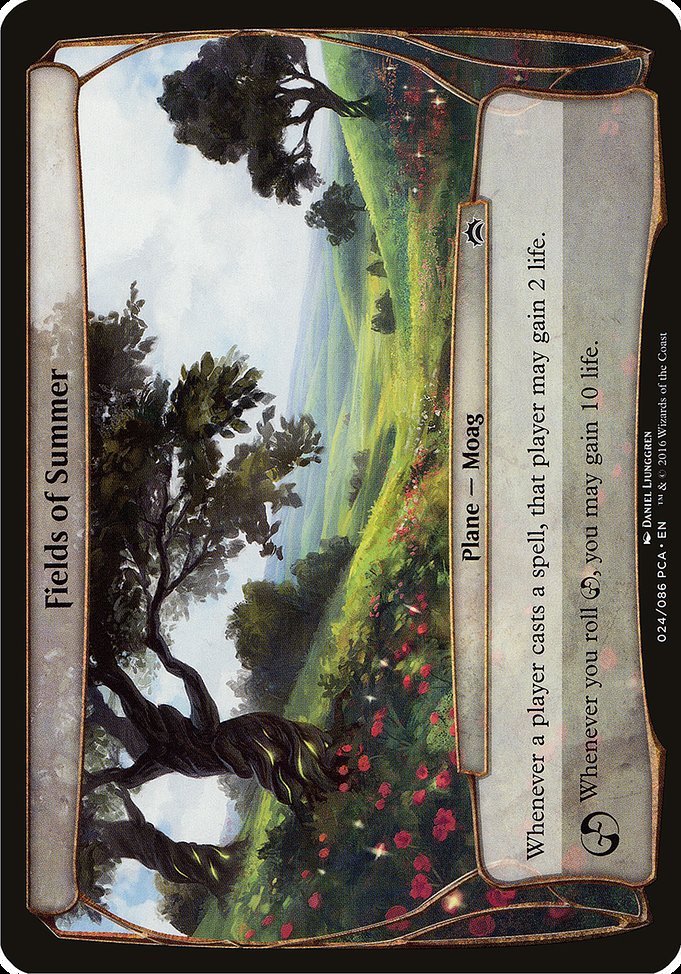 Fields of Summer
Plane — Moag
Whenever a player casts a spell, that player may gain 2 life.
Whenever you roll , you may gain 10 life.
DANIEL LJUNGGREN
024/086 PCA • EN ™ & © 2016 Wizards of the Coast